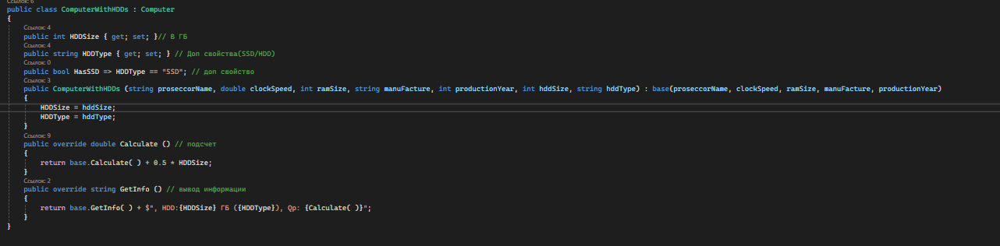 Ссылок: 6
public class ComputerWithHDDs : Computer
{
Ссылок: 4
public int HDDSize { get; set; }// В ГБ
Ссылок: 4
public string HDDType { get; set; } // Доп свойства(SSD/HDD)
Ссылок: 0
public bool HasSSD => HDDType == "SSD"; // доп свойство
Ссылок: 3
public ComputerWithHDDs (string proseccorName, double clockSpeed, int ramSize, string manuFacture, int productionYear, int hddSize, string hddType) : base(proseccorName, clockSpeed, ramSize, manuFacture, productionYear)
{
HDDSize = hddSize;
HDDType = hddType;
}
Ссылок: 9
public override double Calculate () // подсчет
{
return base.Calculate( ) + 0.5 * HDDSize;
}
Ссылок: 2
public override string GetInfo () // вывод информации
{
return base.GetInfo( ) + $", HDD:{HDDSize} ГБ ({HDDType}), Qp: {Calculate( )}";
}
}